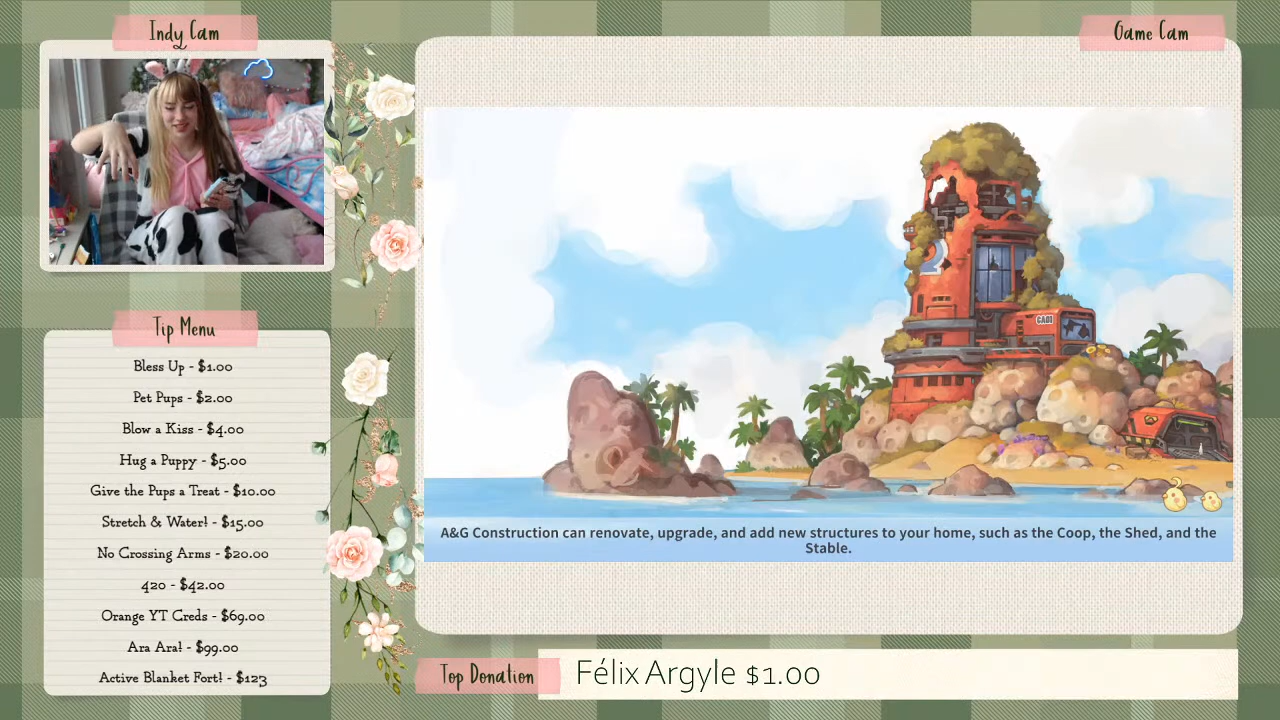 Indy Cam
Game Cam
2
CA01
Tip Menu
Bless Up - $1.00
Pet Pups - $2.00
Blow a Kiss - $4.00
Hug a Puppy - $5.00
Give the Pups a Treat - $10.00
Stretch & Water! - $15.00
No Crossing Arms - $20.00
420 - $42.00
Orange YT Creds - $69.00
Ara Ara! - $99.00
Active Blanket Fort! - $123
A&G Construction can renovate, upgrade, and add new structures to your home, such as the Coop, the Shed, and the
Stable.
Top Donation
Félix Argyle $1.00